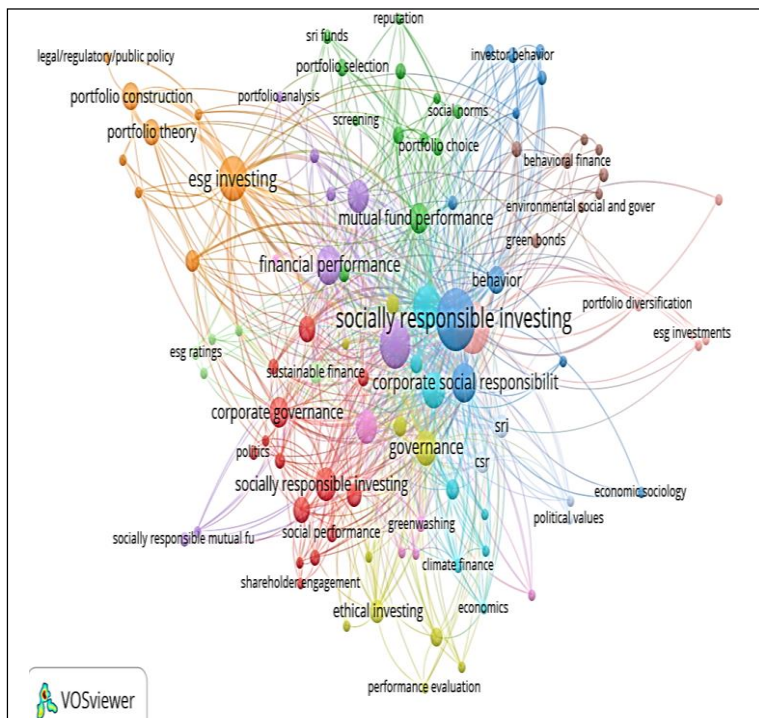 reputation
sri funds
legal/regulatory/public policy
investor behavior
portfolio selection
portfolio construction
portfolio analysis
social norms
screening
portfolio theory
portfolio choice
behavioral finance
esg investing
environmental social and gover
mutual fund performance
green bonds
financial performance
behavior
portfolio diversification
socially responsible investing
esg investments
esg ratings
sustainable finance
corporate social responsibilit
corporate governance
sri
governance
politics
csr
socially responsible investing
economic sociology
political values
greenwashing
social performance
socially responsible mutual fu
climate finance
shareholder engagement
economics
ethical investing
performance evaluation
VOSviewer